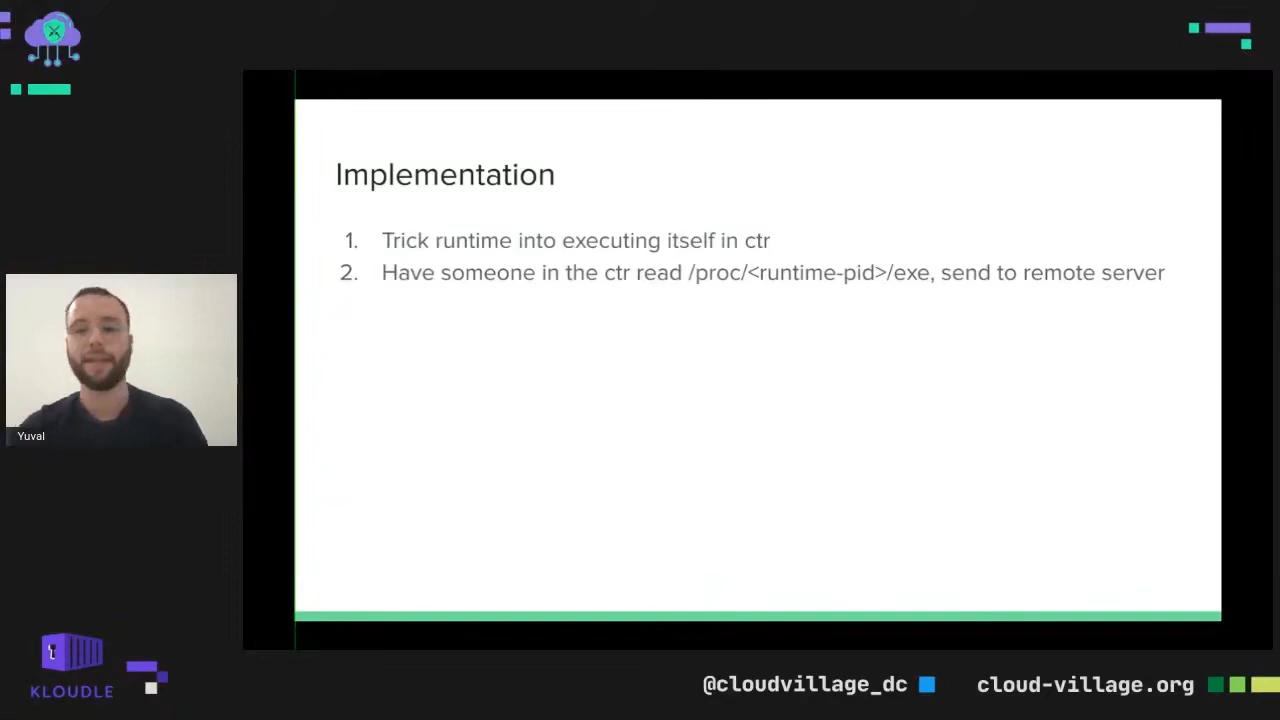 Implementation
1. Trick runtime into executing itself in ctr
2. Have someone in the ctr read /proc/<runtime-pid>/exe, send to remote server
Yuval
KLOUDLE
@cloudvillage_dc
cloud-village.org